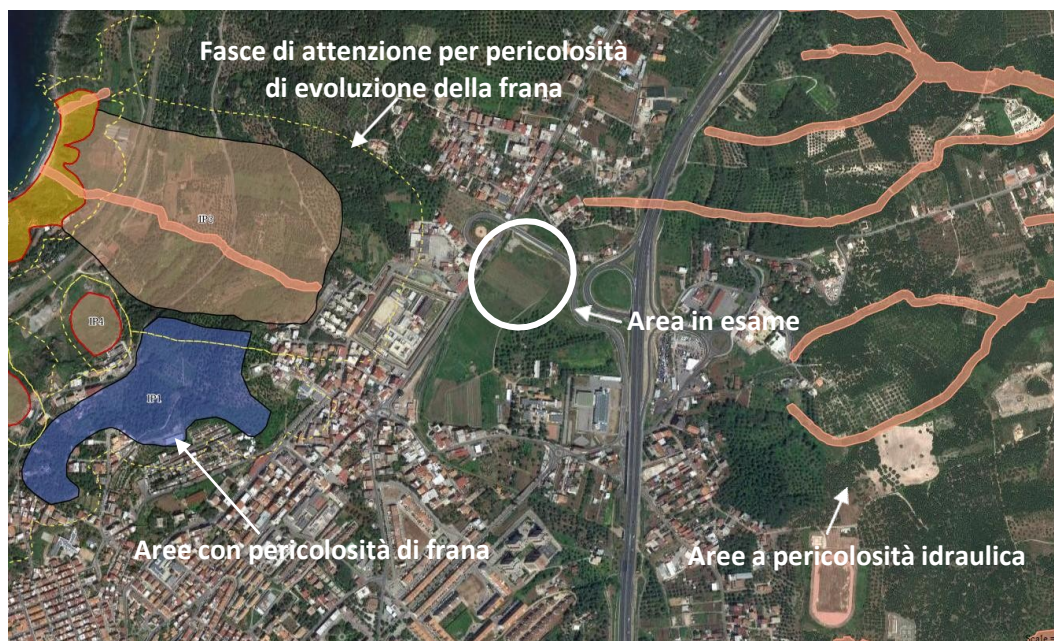 Fasce di attenzione per pericolosità
di evoluzione della frana
IP4
IP1
Area in esame
Aree con pericolosità di frana
Aree a pericolosità idraulica
Scale